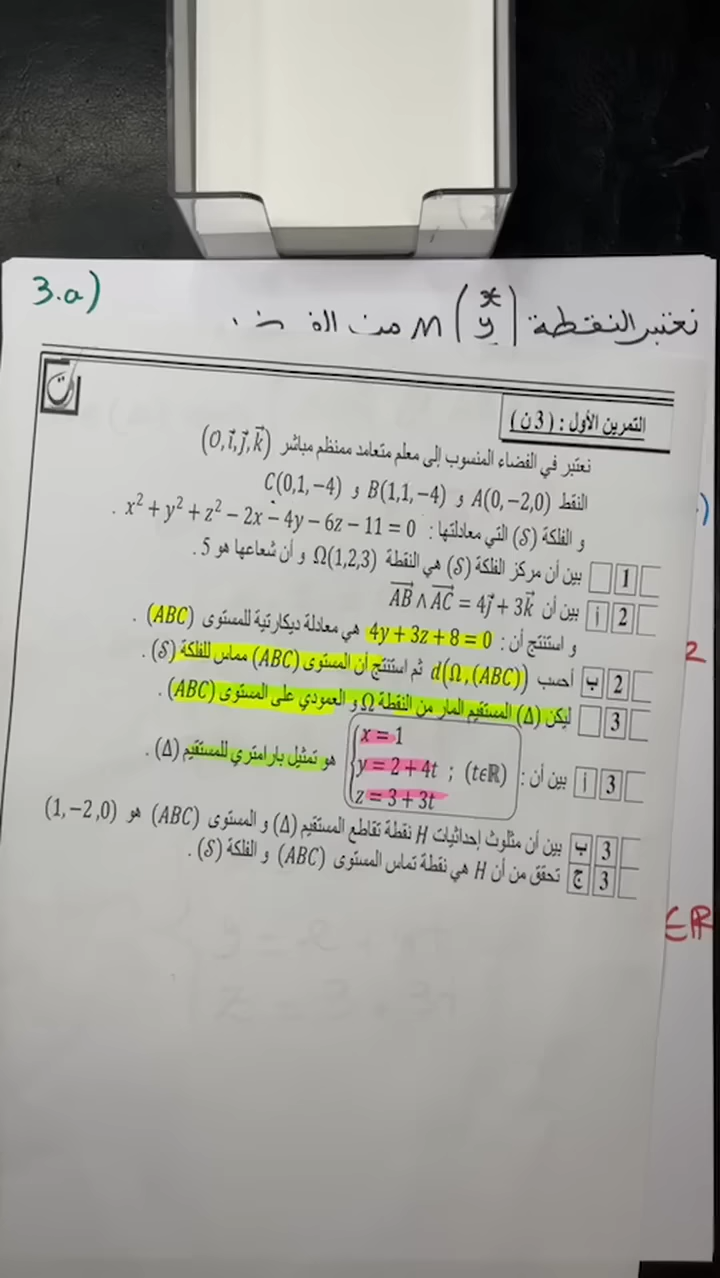 3.a)
نعتبر النقطة M(x y) من الف ض.
ن
التمرين الأول : (3 ن)
نعتبر في الفضاء المنسوب إلى معلم متعامد ممنظم مباشر (O, i⃗, j⃗, k⃗)
النقط A(0,−2,0) و B(1,1,−4) و C(0,1,−4)
و الفلكة (S) التي معادلتها : x² + y² + z² − 2x − 4y − 6z − 11 = 0 .
1 بين أن مركز الفلكة (S) هي النقطة Ω(1,2,3) و أن شعاعها هو 5 .
2 أ بين أن AB⃗ ∧ AC⃗ = 4j⃗ + 3k⃗
و استنتج أن : 4y + 3z + 8 = 0 هي معادلة ديكارتية للمستوى (ABC) .
2 ب أحسب d(Ω, (ABC)) ثم استنتج أن المستوى (ABC) مماس للفلكة (S) .
3 ليكن (Δ) المستقيم المار من النقطة Ω و العمودي على المستوى (ABC) .
3 أ بين أن : {x = 1
y = 2 + 4t ; (t∈ℝ) هو تمثيل بارامتري للمستقيم (Δ) .
z = 3 + 3t
3 ب بين أن مثلوث إحداثيات H نقطة تقاطع المستقيم (Δ) و المستوى (ABC) هو (1,−2,0)
3 ج تحقق من أن H هي نقطة تماس المستوى (ABC) و الفلكة (S) .
)
2
∈ℝ